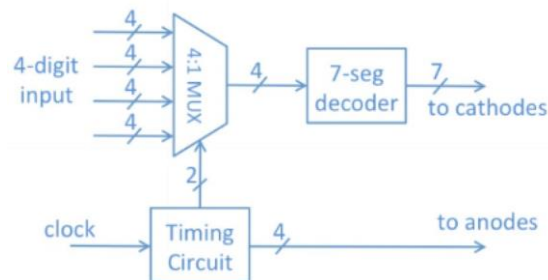 4
4
4-digit
input
4
4
4:1 MUX
4
7-seg
decoder
7
to cathodes
2
clock
Timing
Circuit
4
to anodes